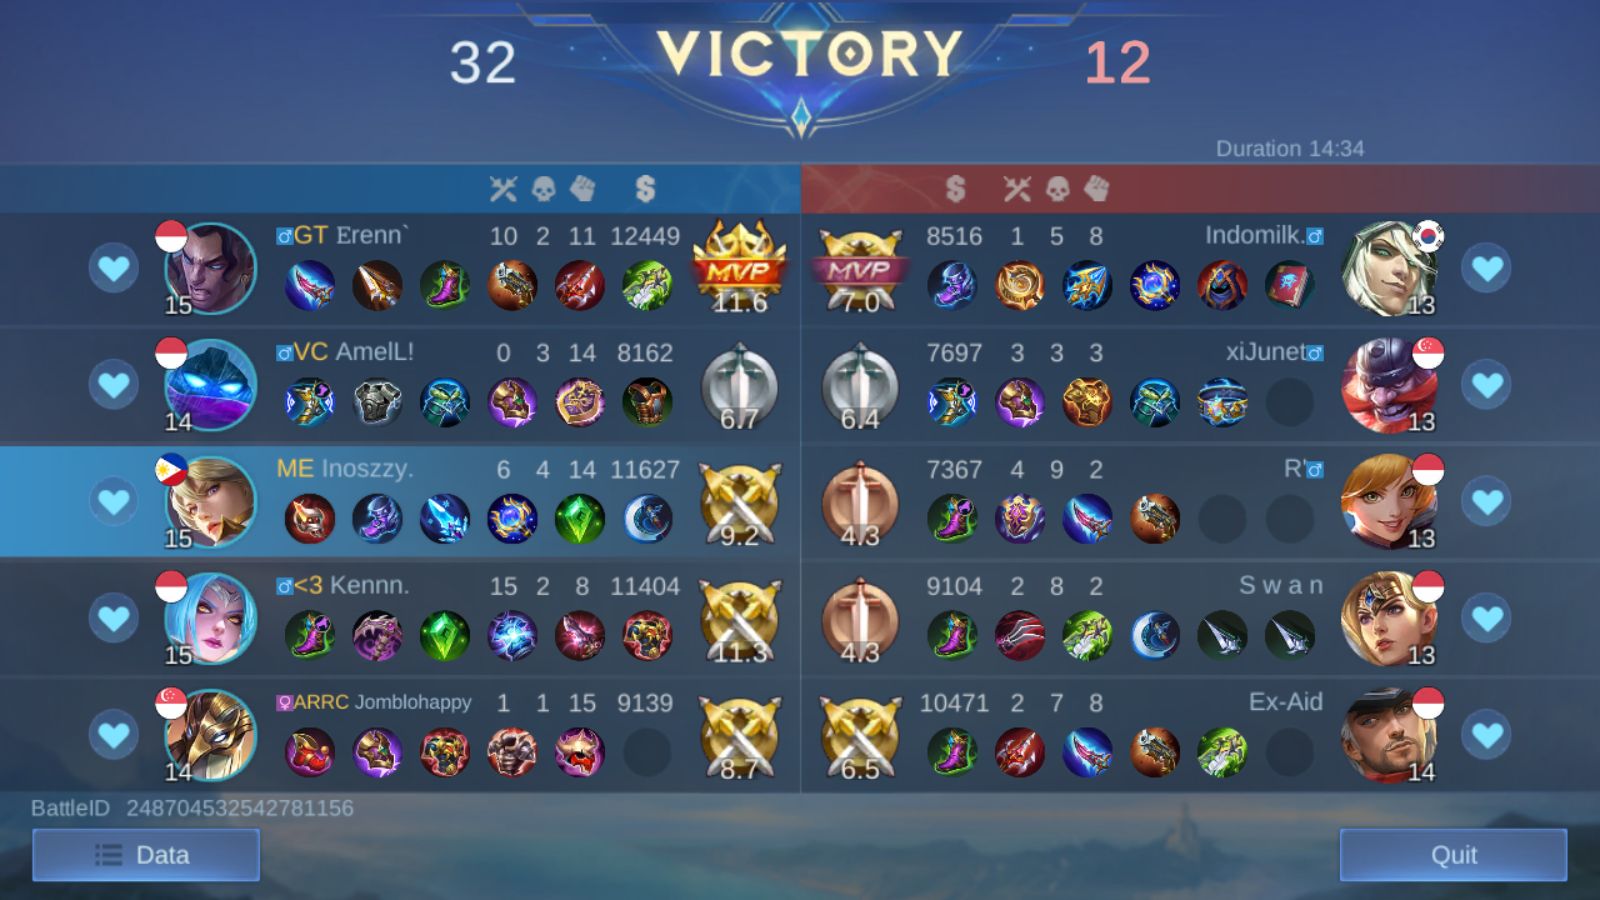 32 VICTORY 12
Duration 14:34
GT Erenn` 10 2 11 12449
15 MVP 11.6
8516 1 5 8 Indomilk.
MVP 7.0 13
VC AmelL! 0 3 14 8162
14 6.7
7697 3 3 3 xiJunet
6.4 13
ME Inoszzy. 6 4 14 11627
15 9.2
7367 4 9 2 R'
4.3 13
<3 Kennn. 15 2 8 11404
15 11.3
9104 2 8 2 S w a n
4.3 13
ARRC Jomblohappy 1 1 15 9139
14 8.7
10471 2 7 8 Ex-Aid
6.5 14
BattleID 248704532542781156
Data Quit